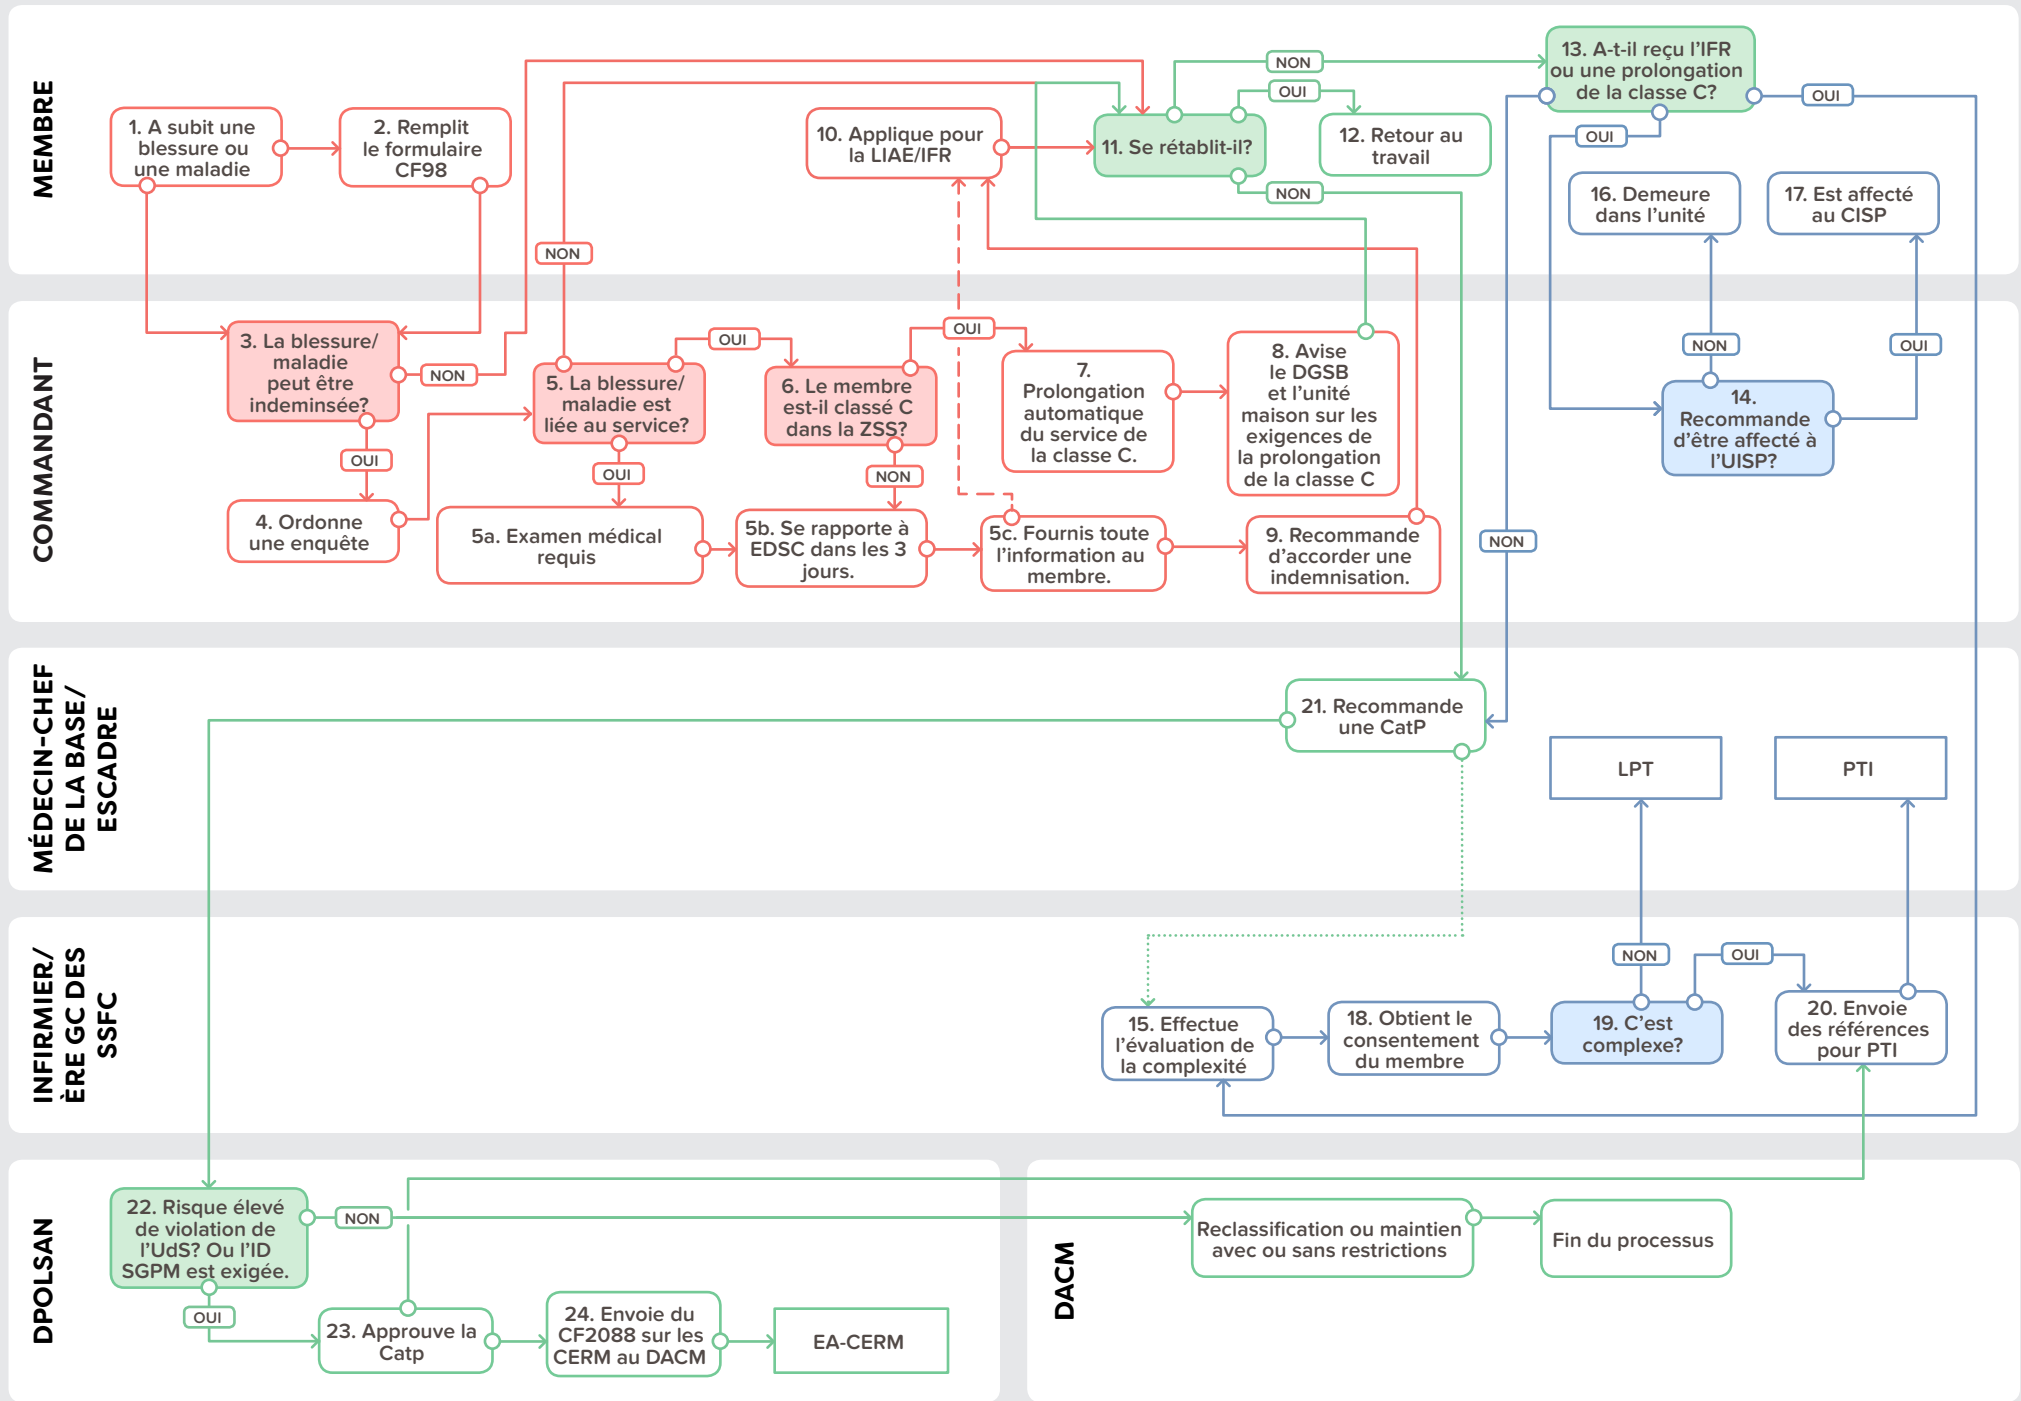 MEMBRE
1. A subit une
blessure ou
une maladie
2. Remplit
le formulaire
CF98
10. Applique pour
la LIAE/IFR
11. Se rétablit-il?
NON
OUI
NON
12. Retour au
travail
13. A-t-il reçu l'IFR
ou une prolongation
de la classe C?
OUI
OUI
16. Demeure
dans l'unité
17. Est affecté
au CISP
NON
COMMANDANT
3. La blessure/
maladie
peut être
indeminsée?
NON
OUI
4. Ordonne
une enquête
5. La blessure/
maladie est
liée au service?
OUI
OUI
5a. Examen médical
requis
6. Le membre
est-il classé C
dans la ZSS?
OUI
NON
5b. Se rapporte à
EDSC dans les 3
jours.
7.
Prolongation
automatique
du service de
la classe C.
8. Avise
le DGSB
et l'unité
maison sur les
exigences de
la prolongation
de la classe C
5c. Fournis toute
l'information au
membre.
9. Recommande
d'accorder une
indemnisation.
NON
NON
OUI
14.
Recommande
d'être affecté à
l'UISP?
MÉDECIN-CHEF
DE LA BASE/
ESCADRE
21. Recommande
une CatP
LPT
PTI
INFIRMIER/
ÈRE GC DES
SSFC
15. Effectue
l'évaluation de
la complexité
18. Obtient le
consentement
du membre
NON
OUI
19. C'est
complexe?
20. Envoie
des références
pour PTI
DPOLSAN
22. Risque élevé
de violation de
l'UdS? Ou l'ID
SGPM est exigée.
NON
OUI
23. Approuve la
Catp
24. Envoie du
CF2088 sur les
CERM au DACM
EA-CERM
DACM
Reclassification ou maintien
avec ou sans restrictions
Fin du processus